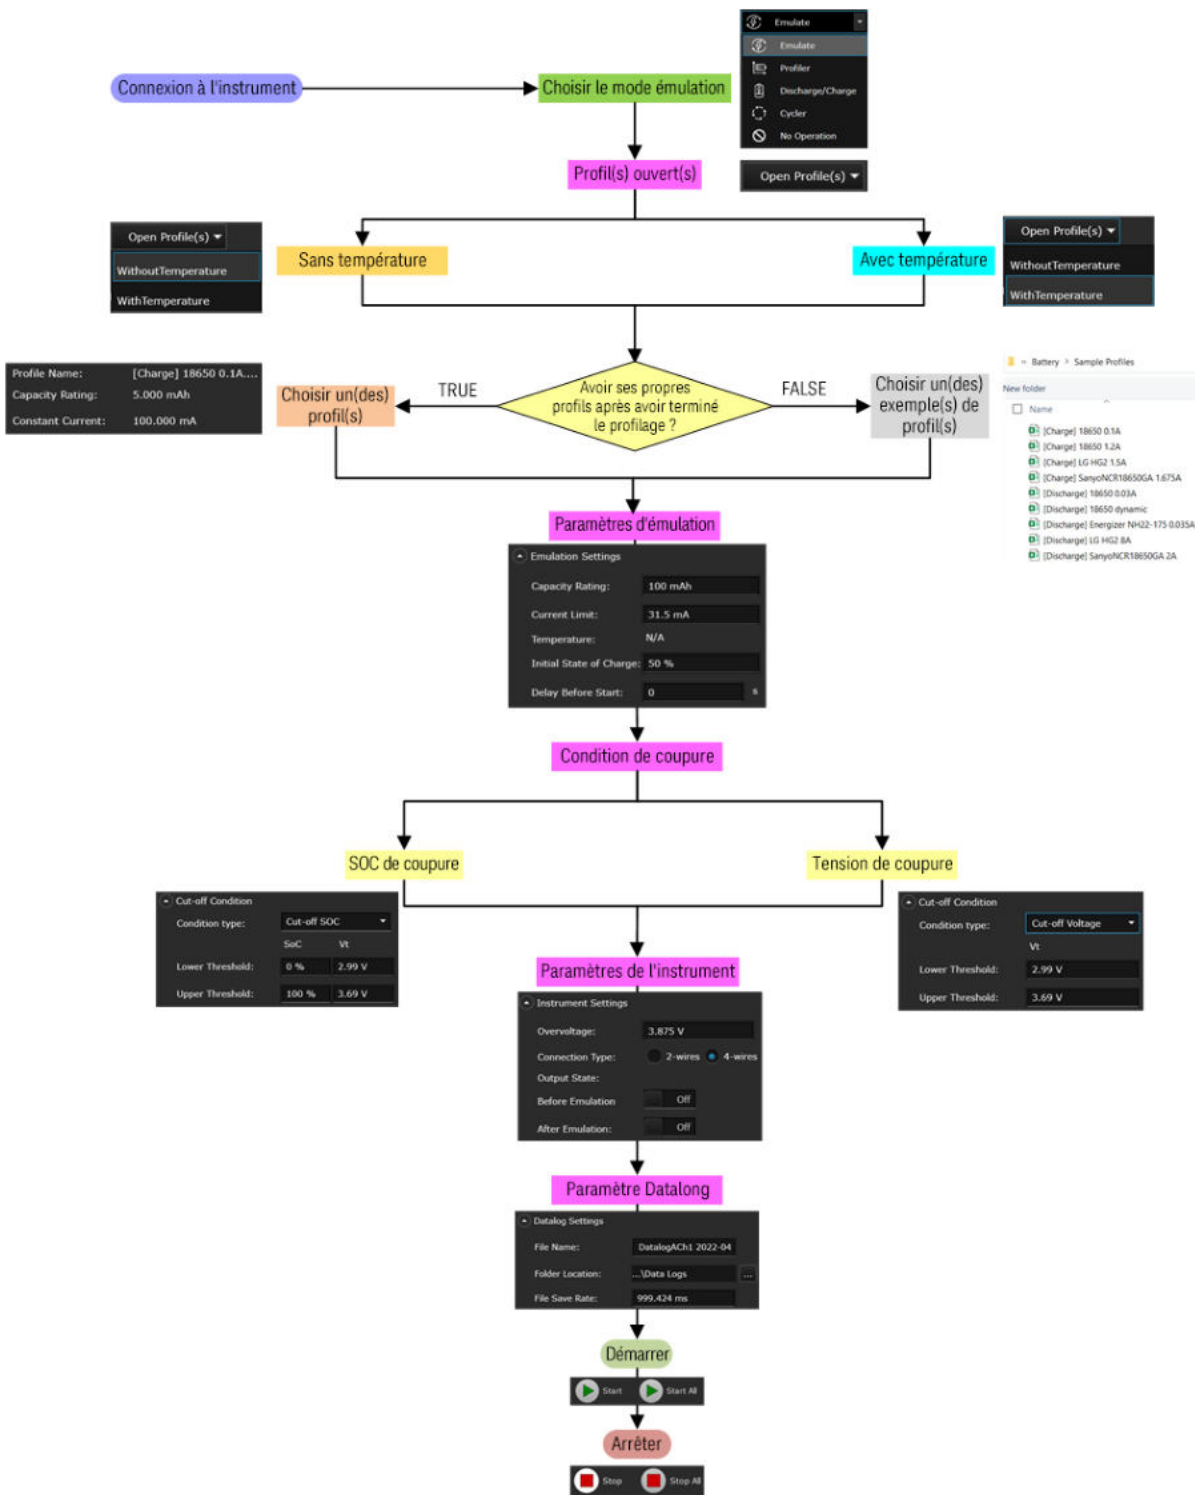 Emulate
Connexion à l'instrument
Choisir le mode émulation
Emulate
Profiler
Discharge/Charge
Cycler
No Operation
Profil(s) ouvert(s)
Open Profile(s)
Open Profile(s)
WithoutTemperature
WithTemperature
Sans température
Avec température
Open Profile(s)
WithoutTemperature
WithTemperature
Profile Name: [Charge] 18650 0.1A....
Capacity Rating: 5.000 mAh
Constant Current: 100.000 mA
Choisir un(des)
profil(s)
TRUE
Avoir ses propres
profils après avoir terminé
le profilage ?
FALSE
Choisir un(des)
exemple(s) de
profil(s)
« Battery > Sample Profiles
New folder
Name
[Charge] 18650 0.1A
[Charge] 18650 1.2A
[Charge] LG HG2 1.5A
[Charge] SanyoNCR18650GA 1.675A
[Discharge] 18650 0.03A
[Discharge] 18650 dynamic
[Discharge] Energizer NH22-175 0.035A
[Discharge] LG HG2 8A
[Discharge] SanyoNCR18650GA 2A
Paramètres d'émulation
Emulation Settings
Capacity Rating: 100 mAh
Current Limit: 31.5 mA
Temperature: N/A
Initial State of Charge: 50 %
Delay Before Start: 0 s
Condition de coupure
SOC de coupure
Tension de coupure
Cut-off Condition
Condition type: Cut-off SOC
SoC Vt
Lower Threshold: 0 % 2.99 V
Upper Threshold: 100 % 3.69 V
Cut-off Condition
Condition type: Cut-off Voltage
Vt
Lower Threshold: 2.99 V
Upper Threshold: 3.69 V
Paramètres de l'instrument
Instrument Settings
Overvoltage: 3.875 V
Connection Type: 2-wires 4-wires
Output State:
Before Emulation Off
After Emulation: Off
Paramètre Datalong
Datalog Settings
File Name: DatalogACh1 2022-04
Folder Location: ...\Data Logs ...
File Save Rate: 999.424 ms
Démarrer
Start Start All
Arrêter
Stop Stop All